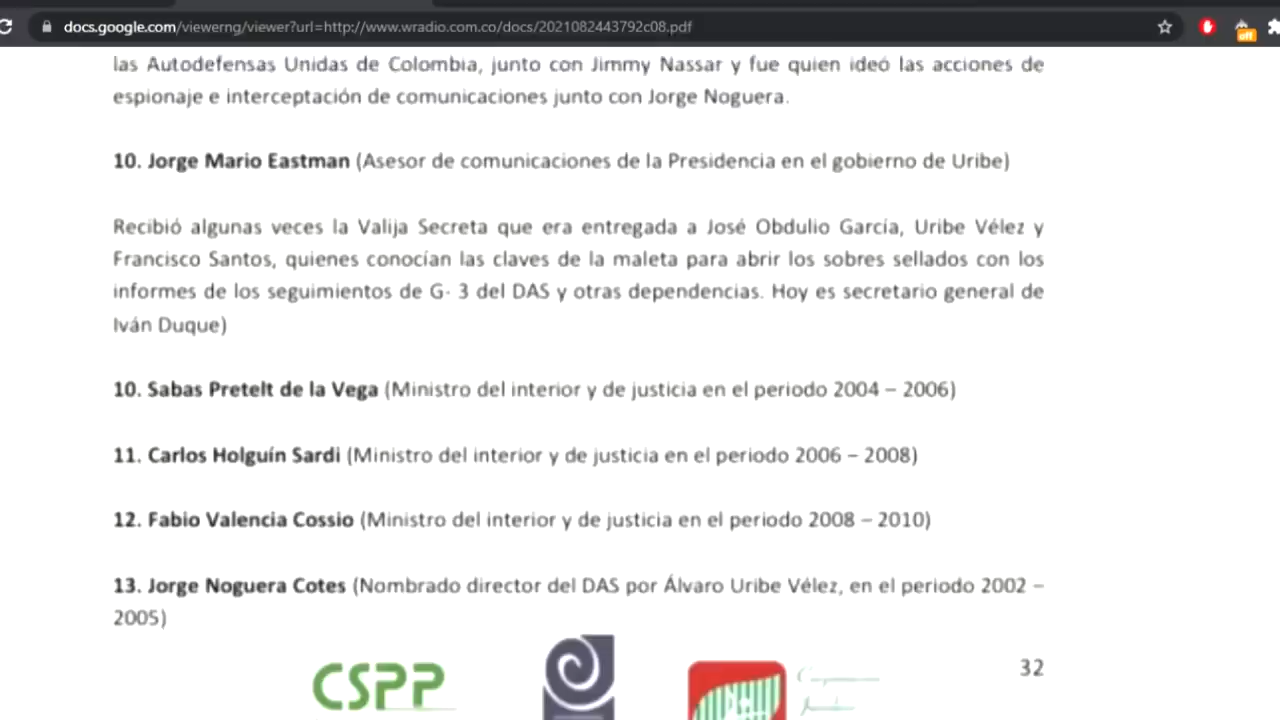 docs.google.com/viewerng/viewer?url=http://www.wradio.com.co/docs/2021082443792c08.pdf
off
las Autodefensas Unidas de Colombia, junto con Jimmy Nassar y fue quien ideó las acciones de
espionaje e interceptación de comunicaciones junto con Jorge Noguera.
10. Jorge Mario Eastman (Asesor de comunicaciones de la Presidencia en el gobierno de Uribe)
Recibió algunas veces la Valija Secreta que era entregada a José Obdulio García, Uribe Vélez y
Francisco Santos, quienes conocían las claves de la maleta para abrir los sobres sellados con los
informes de los seguimientos de G- 3 del DAS y otras dependencias. Hoy es secretario general de
Iván Duque)
10. Sabas Pretelt de la Vega (Ministro del interior y de justicia en el periodo 2004 – 2006)
11. Carlos Holguín Sardi (Ministro del interior y de justicia en el periodo 2006 – 2008)
12. Fabio Valencia Cossio (Ministro del interior y de justicia en el periodo 2008 – 2010)
13. Jorge Noguera Cotes (Nombrado director del DAS por Álvaro Uribe Vélez, en el periodo 2002 –
2005)
CSPP
32